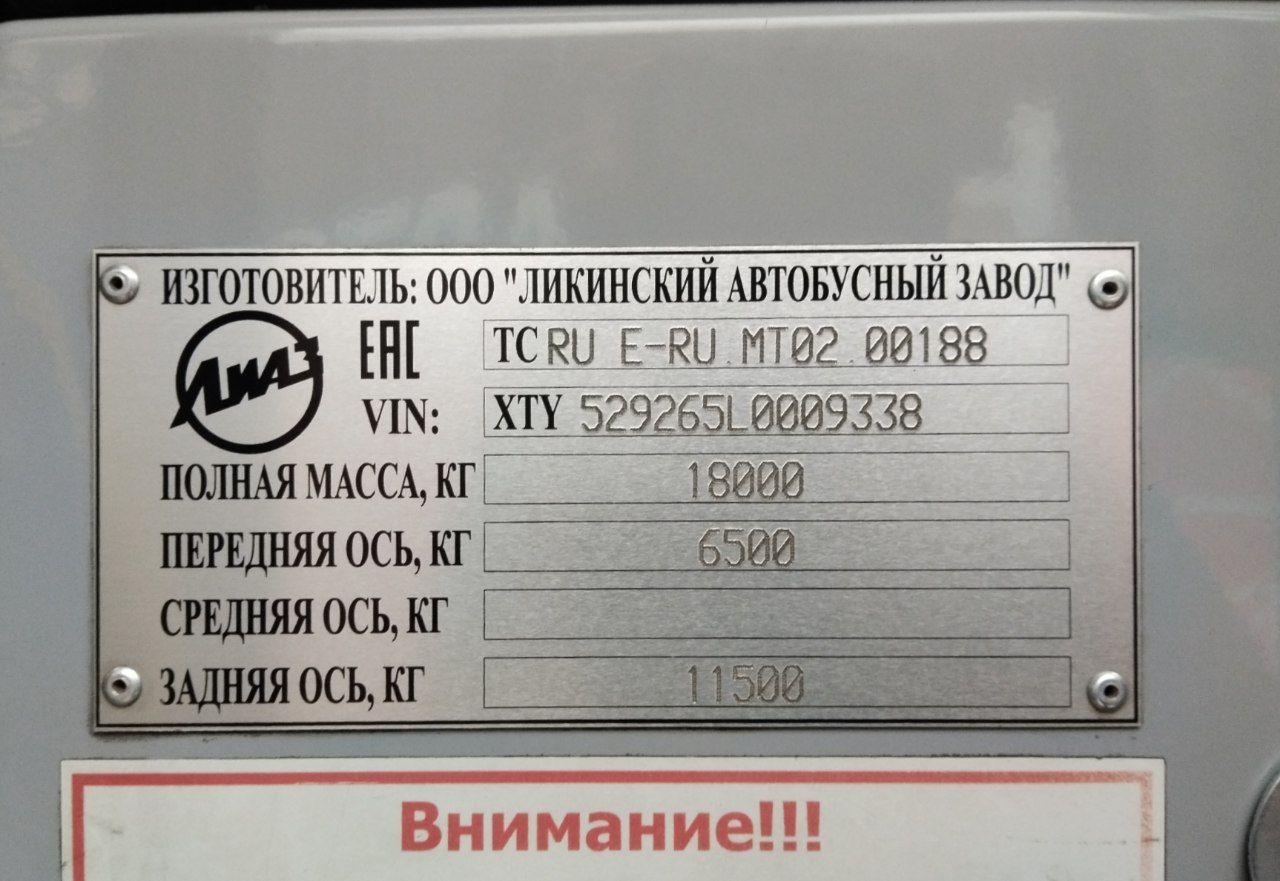 ИЗГОТОВИТЕЛЬ: ООО "ЛИКИНСКИЙ АВТОБУСНЫЙ ЗАВОД"
ЛиАЗ ЕАС ТС RU E-RU.MT02.00188
VIN: XTY 529265L0009338
ПОЛНАЯ МАССА, КГ 18000
ПЕРЕДНЯЯ ОСЬ, КГ 6500
СРЕДНЯЯ ОСЬ, КГ
ЗАДНЯЯ ОСЬ, КГ 11500
Внимание!!!